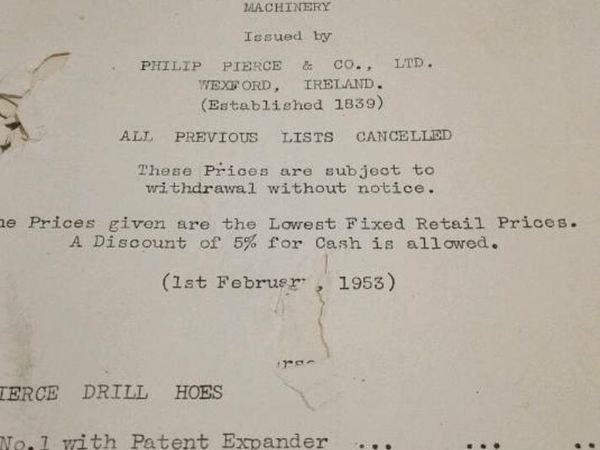 MACHINERY
Issued by
PHILIP PIERCE & CO., LTD.
WEXFORD, IRELAND.
(Established 1839)
ALL PREVIOUS LISTS CANCELLED
These Prices are subject to
withdrawal without notice.
Prices given are the Lowest Fixed Retail Prices.
A Discount of 5% for Cash is allowed.
(1st February, 1953)
DRILL HOES
No.1 with Patent Expander ... ... ..